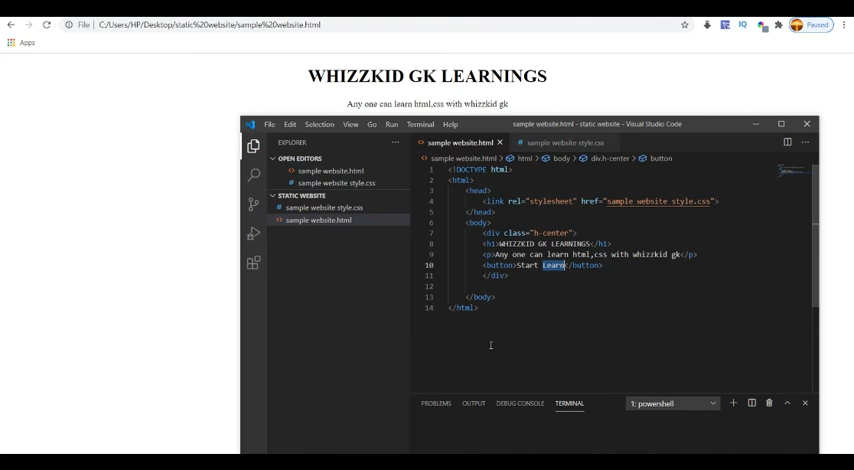 File | C:/Users/HP/Desktop/static%20website/sample%20website.html
Paused
Apps
WHIZZKID GK LEARNINGS
Any one can learn html,css with whizzkid gk
File Edit Selection View Go Run Terminal Help
sample website.html - static website - Visual Studio Code
EXPLORER
OPEN EDITORS
sample website.html
sample website style.css
STATIC WEBSITE
sample website style.css
sample website.html
sample website.html
sample website style.css
sample website.html > html > body > div.h-center > button
1 <!DOCTYPE html>
2 <html>
3 <head>
4 <link rel="stylesheet" href="sample website style.css">
5 </head>
6 <body>
7 <div class="h-center">
8 <h1>WHIZZKID GK LEARNINGS</h1>
9 <p>Any one can learn html,css with whizzkid gk</p>
10 <button>Start Learn</button>
11 </div>
12
13 </body>
14 </html>
PROBLEMS OUTPUT DEBUG CONSOLE TERMINAL
1: powershell